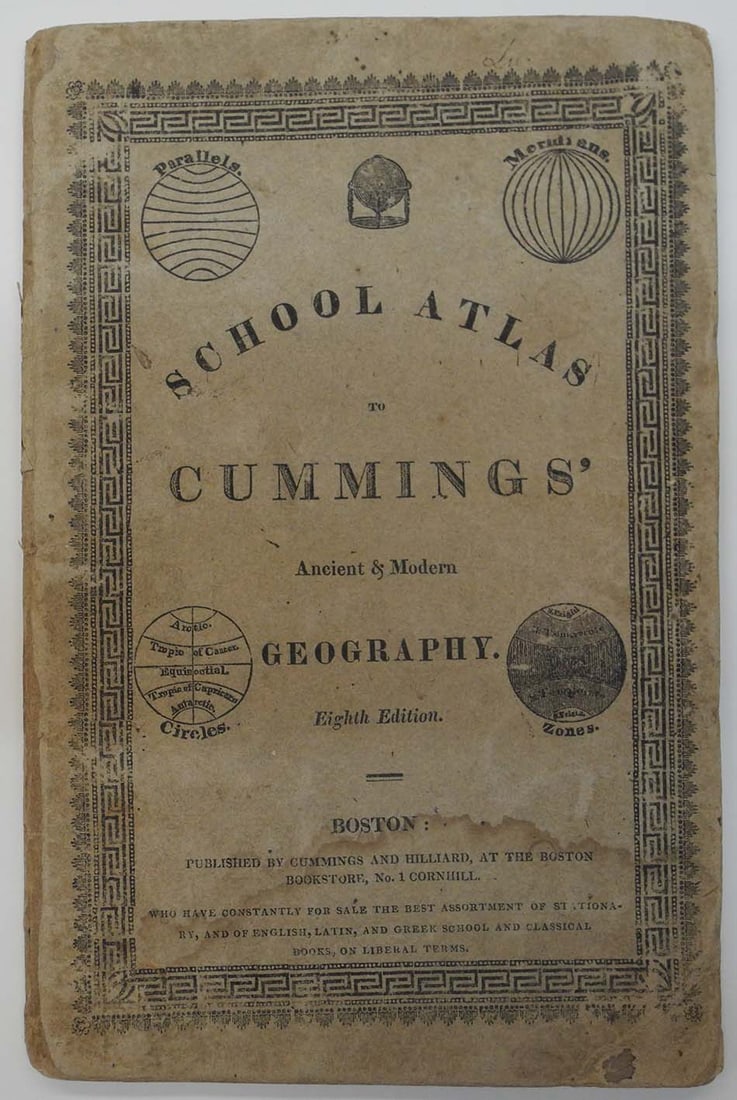 Parallels.
Meridians.
SCHOOL ATLAS
TO
CUMMINGS'
Ancient & Modern
GEOGRAPHY.
Arctic.
Tropic of Cancer.
Equinoctial.
Tropic of Capricorn
Antarctic.
Circles.
Zones.
Eighth Edition.
BOSTON:
PUBLISHED BY CUMMINGS AND HILLIARD, AT THE BOSTON
BOOKSTORE, No. 1 CORNHILL.
WHO HAVE CONSTANTLY FOR SALE THE BEST ASSORTMENT OF STATIONA-
RY, AND OF ENGLISH, LATIN, AND GREEK SCHOOL AND CLASSICAL
BOOKS, ON LIBERAL TERMS.